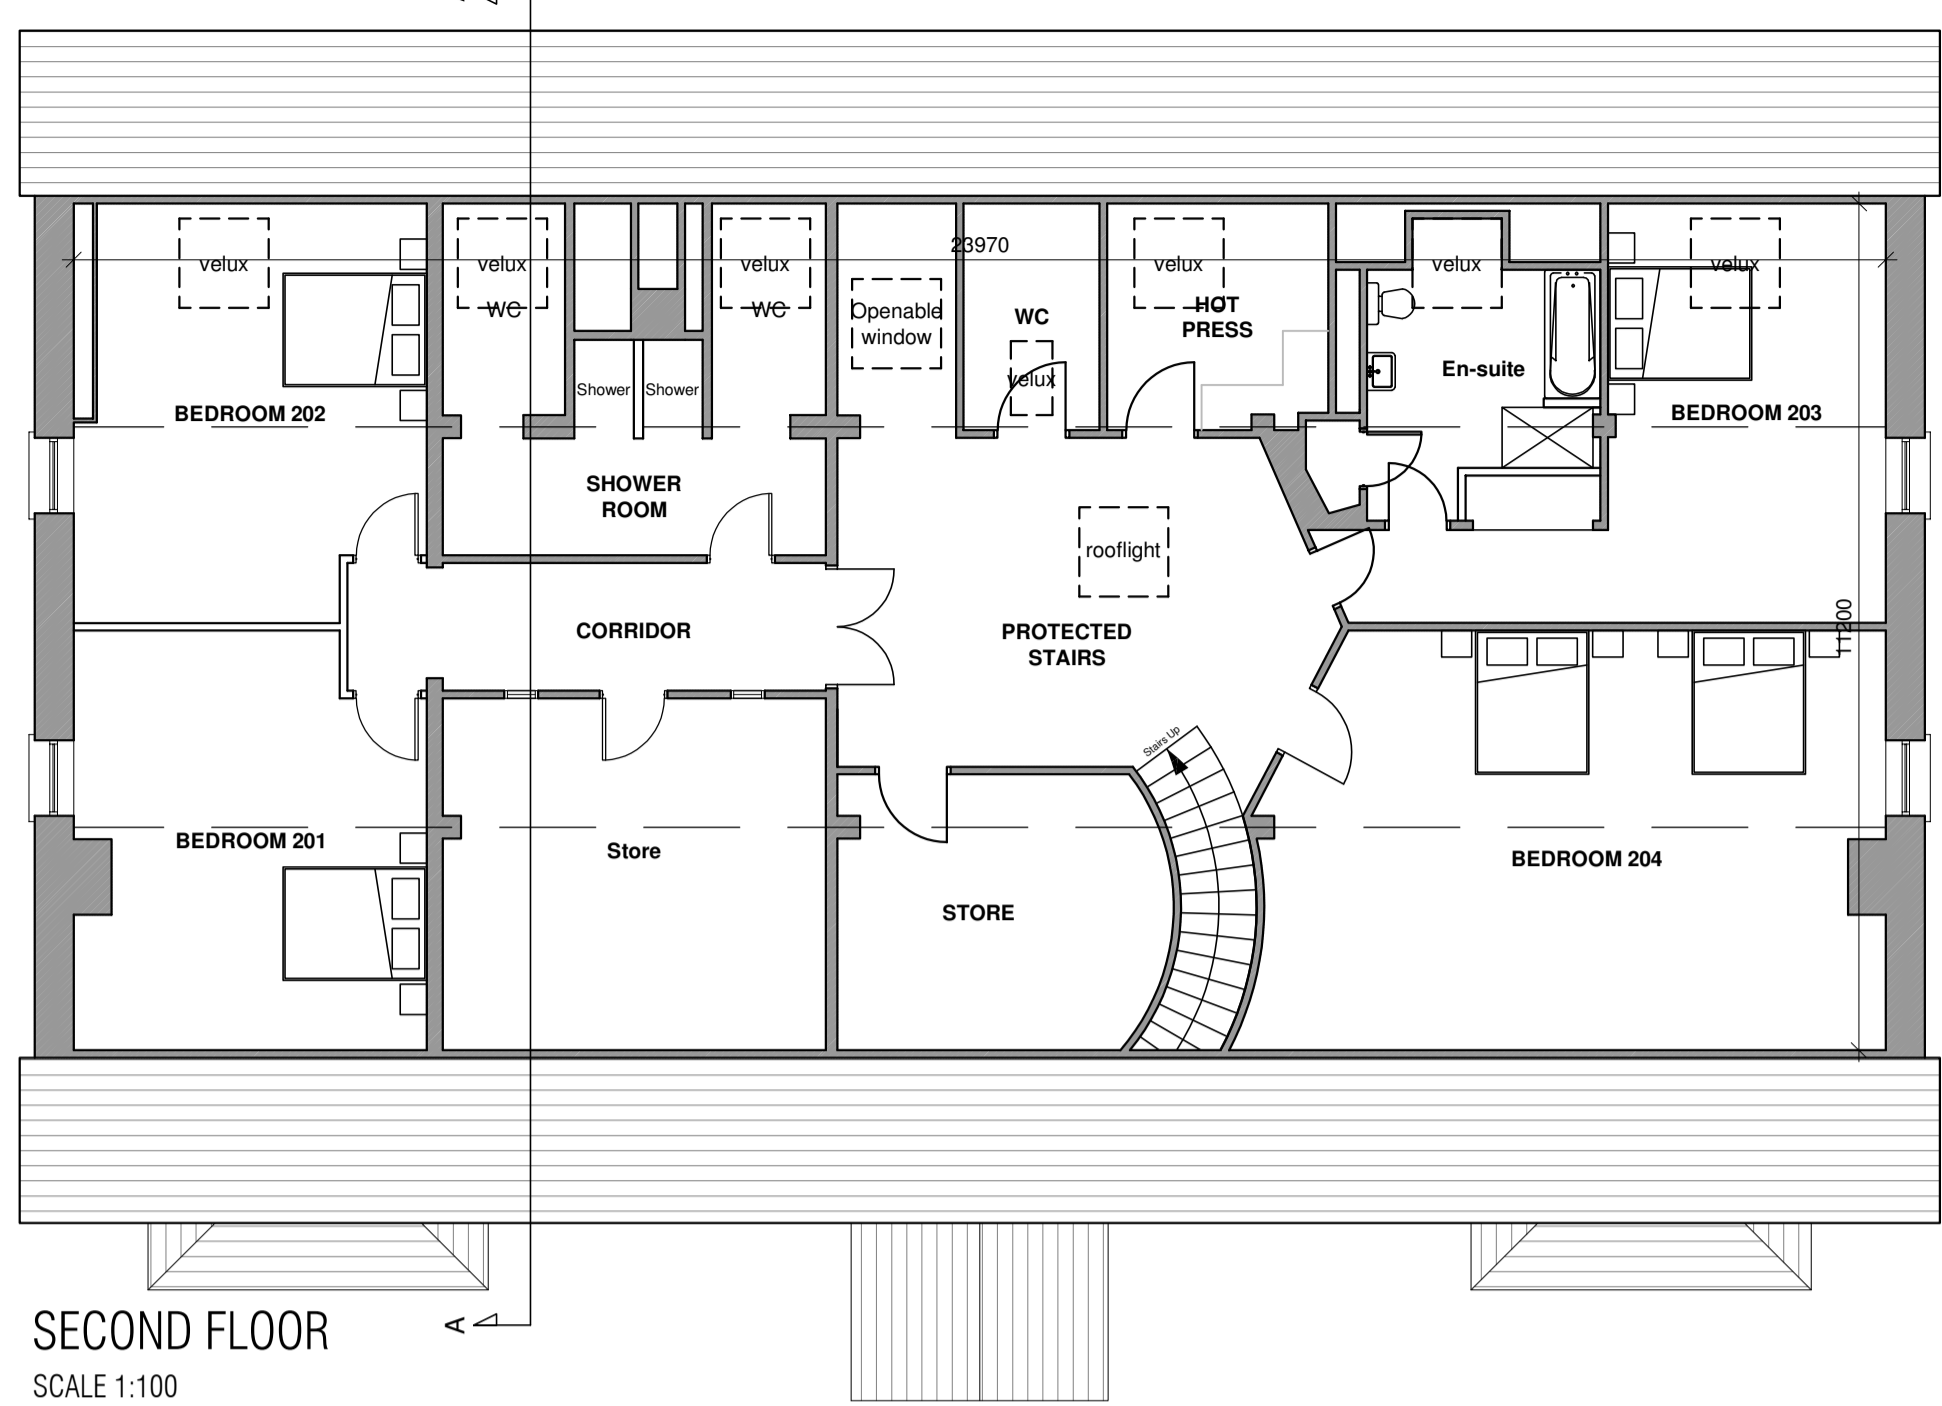 velux
velux
velux
23970
velux
velux
velux
WC
WC
Openable
window
WC
velux
HOT
PRESS
En-suite
Shower
Shower
BEDROOM 202
BEDROOM 203
SHOWER
ROOM
rooflight
CORRIDOR
PROTECTED
STAIRS
11200
Stairs Up
BEDROOM 201
Store
BEDROOM 204
STORE
SECOND FLOOR
A
SCALE 1:100